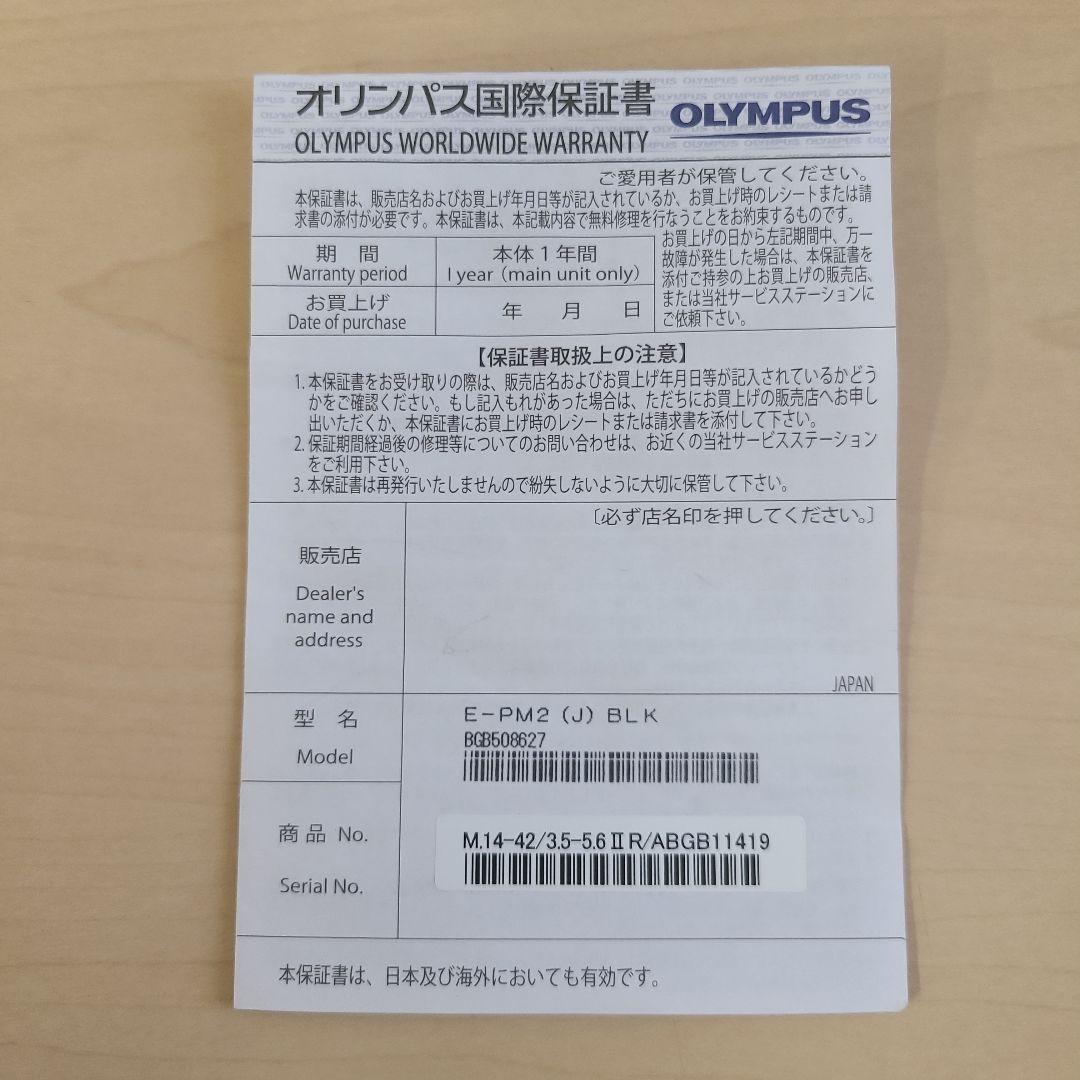 オリンパス国際保証書
OLYMPUS
OLYMPUS WORLDWIDE WARRANTY
ご愛用者が保管してください。
本保証書は、販売店名およびお買上げ年月日等が記入されているか、お買上げ時のレシートまたは請
求書の添付が必要です。本保証書は、本記載内容で無料修理を行なうことをお約束するものです。
期 間
Warranty period
本体1年間
1 year (main unit only)
お買上げ
Date of purchase
年 月 日
お買上げの日から左記期間中、万一
故障が発生した場合は、本保証書を
添付ご持参の上お買上げの販売店、
または当社サービスステーションに
ご依頼下さい。
【保証書取扱上の注意】
1. 本保証書をお受け取りの際は、販売店名およびお買上げ年月日等が記入されているかどう
かをご確認ください。もし記入もれがあった場合は、ただちにお買上げの販売店へお申し
出いただくか、本保証書にお買上げ時のレシートまたは請求書を添付して下さい。
2. 保証期間経過後の修理等についてのお問い合わせは、お近くの当社サービスステーション
をご利用下さい。
3. 本保証書は再発行いたしませんので紛失しないように大切に保管して下さい。
〔必ず店名印を押してください。〕
販売店
Dealer's
name and
address
JAPAN
型 名
Model
E-PM2 (J) BLK
BGB508627
商品 No.
Serial No.
M.14-42/3.5-5.6ⅡR/ABGB11419
本保証書は、日本及び海外においても有効です。